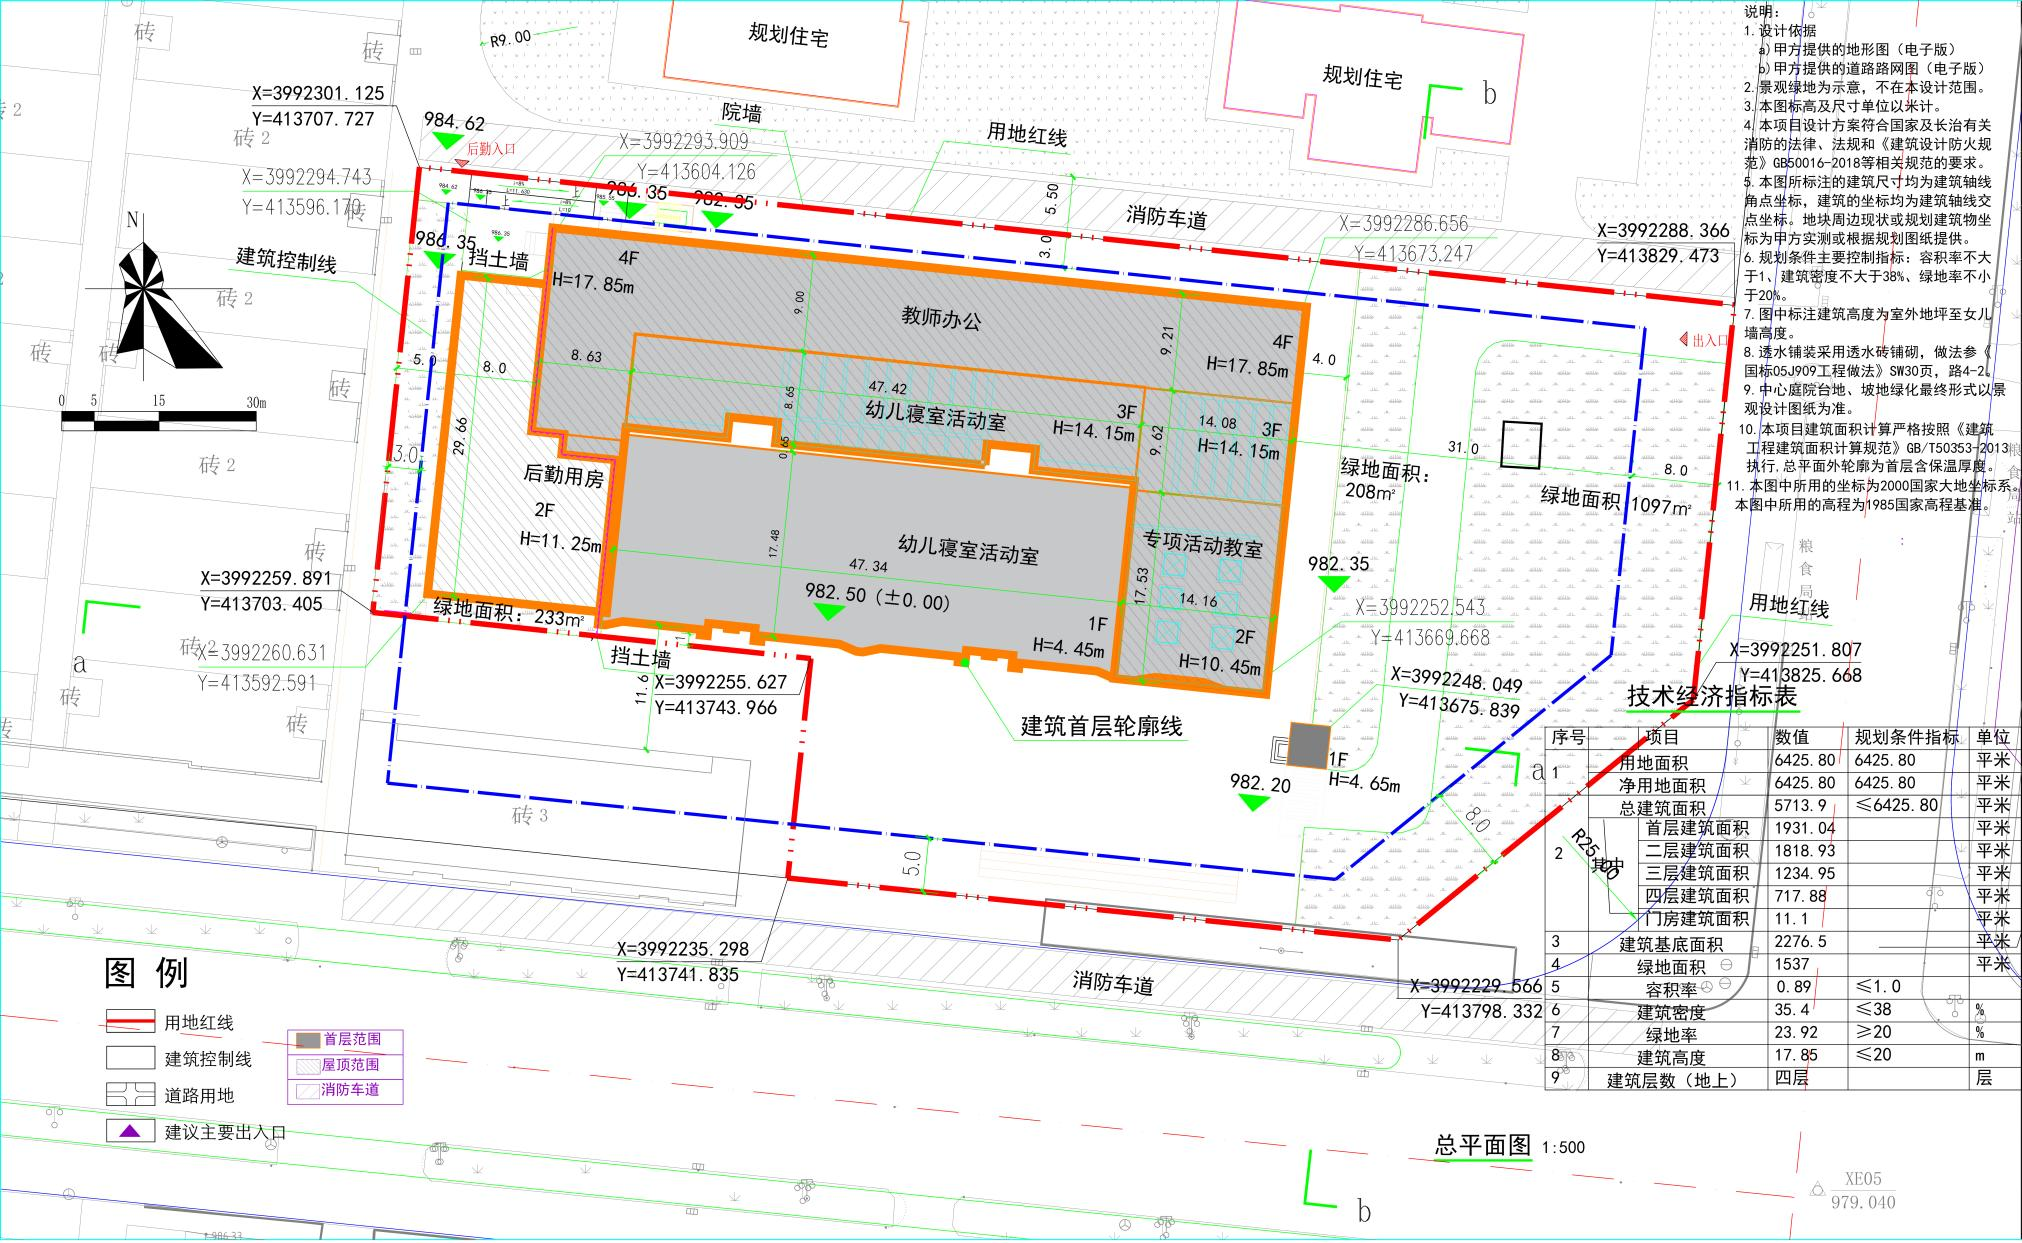 说明:
1.设计依据
a)甲方提供的地形图（电子版）
b)甲方提供的道路路网图（电子版）
2.景观绿地为示意，不在本设计范围。
3.本图标高及尺寸单位以米计。
4.本项目设计方案符合国家及长治有关
消防的法律、法规和《建筑设计防火规
范》GB50016-2018等相关规范的要求。
5.本图所标注的建筑尺寸均为建筑轴线
角点坐标，建筑的坐标均为建筑轴线交
点坐标。地块周边现状或规划建筑物坐
标为甲方实测或根据规划图纸提供。
6.规划条件主要控制指标：容积率不大
于1、建筑密度不大于38%、绿地率不小
于20%。
7.图中标注建筑高度为室外地坪至女儿
墙高度。
8.透水铺装采用透水砖铺砌，做法参《
国标05J909工程做法》SW30页，路4-2。
9.中心庭院台地、坡地绿化最终形式以景
观设计图纸为准。
10.本项目建筑面积计算严格按照《建筑
工程建筑面积计算规范》GB/T50353-2013
执行.总平面外轮廓为首层含保温厚度。
11.本图中所用的坐标为2000国家大地坐标系。
本图中所用的高程为1985国家高程基准。
规划住宅
规划住宅
R9.00
b
砖
砖
砖 2
砖 2
砖
砖 2
砖
砖
砖
砖 2
砖
砖 2
砖
砖
砖 3
X=3992301.125
Y=413707.727
984.62
后勤入口
院墙
用地红线
X=3992293.909
Y=413604.126
X=3992294.743
Y=413596.170
986.35
982.35
986.35
5.50
3.0
消防车道
X=3992286.656
Y=413673.247
X=3992288.366
Y=413829.473
出入口
N
建筑控制线
挡土墙
0 5 15 30m
4F
H=17.85m
教师办公
9.00
9.21
4F
H=17.85m
4.0
5.0
8.0
8.63
47.42
8.65
幼儿寝室活动室
3F
H=14.15m
14.08
3F
H=14.15m
9.62
0.65
29.66
3.0
后勤用房
2F
H=11.25m
31.0
8.0
绿地面积：
208㎡
绿地面积 1097㎡
17.48
幼儿寝室活动室
47.34
982.50（±0.00）
1F
H=4.45m
专项活动教室
17.53
14.16
2F
H=10.45m
982.35
X=3992252.543
Y=413669.668
粮
食
局
用地红线
X=3992259.891
Y=413703.405
绿地面积：233㎡
a
X=3992260.631
Y=413592.591
挡土墙
X=3992255.627
Y=413743.966
建筑首层轮廓线
X=3992248.049
Y=413675.839
X=3992251.807
Y=413825.668
1F
H=4.65m
982.20
a
8.0
5.0
R25.00
X=3992235.298
Y=413741.835
消防车道
X=3992229.566
Y=413798.332
技术经济指标表
序号 项目 数值 规划条件指标 单位
1 用地面积 6425.80 6425.80 平米
净用地面积 6425.80 6425.80 平米
2 总建筑面积 5713.9 ≤6425.80 平米
其中 首层建筑面积 1931.04 平米
二层建筑面积 1818.93 平米
三层建筑面积 1234.95 平米
四层建筑面积 717.88 平米
门房建筑面积 11.1 平米
3 建筑基底面积 2276.5 平米
4 绿地面积 1537 平米
5 容积率 0.89 ≤1.0
6 建筑密度 35.4 ≤38 %
7 绿地率 23.92 ≥20 %
8 建筑高度 17.85 ≤20 m
9 建筑层数（地上） 四层 层
图 例
用地红线
建筑控制线
道路用地
建议主要出入口
首层范围
屋顶范围
消防车道
总平面图 1:500
b
XE05
979.040